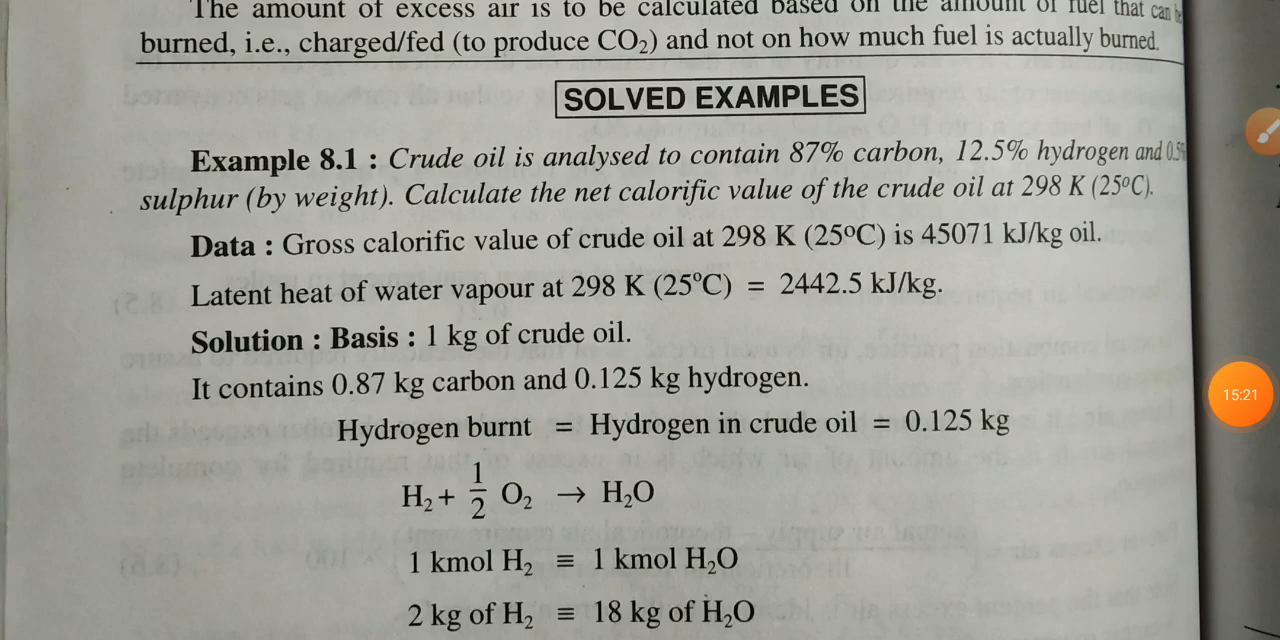 The amount of excess air is to be calculated based on the amount of fuel that can be
burned, i.e., charged/fed (to produce CO₂) and not on how much fuel is actually burned.
SOLVED EXAMPLES
Example 8.1 : Crude oil is analysed to contain 87% carbon, 12.5% hydrogen and 0.5%
sulphur (by weight). Calculate the net calorific value of the crude oil at 298 K (25ºC).
Data : Gross calorific value of crude oil at 298 K (25ºC) is 45071 kJ/kg oil.
Latent heat of water vapour at 298 K (25ºC) = 2442.5 kJ/kg.
Solution : Basis : 1 kg of crude oil.
It contains 0.87 kg carbon and 0.125 kg hydrogen.
Hydrogen burnt = Hydrogen in crude oil = 0.125 kg
H₂ + 1/2 O₂ → H₂O
1 kmol H₂ ≡ 1 kmol H₂O
2 kg of H₂ ≡ 18 kg of H₂O
15:21